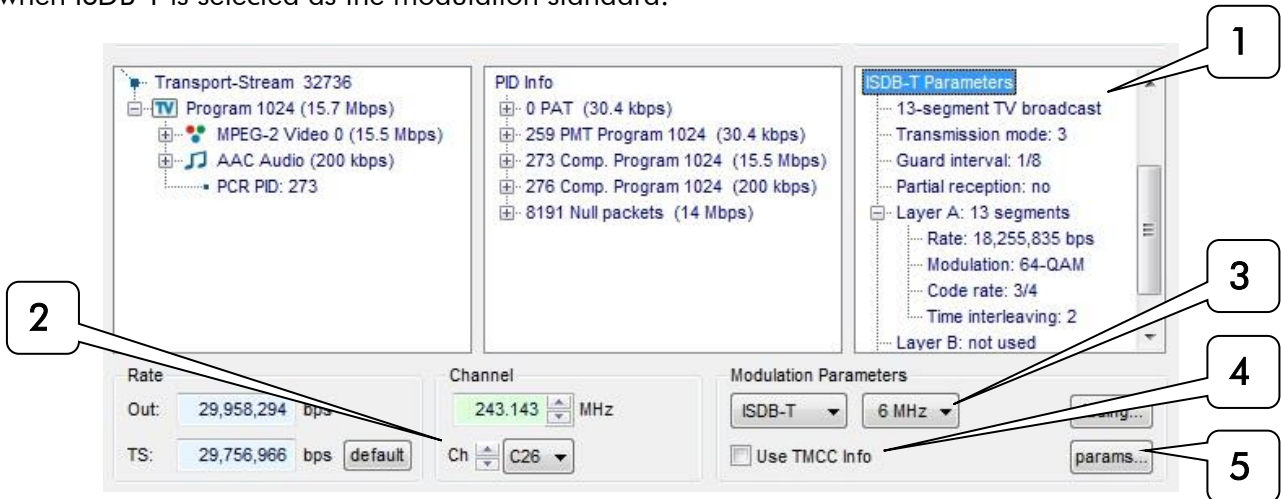 when ISDB-T is selected as the modulation standard.
1
Transport-Stream 32736
Program 1024 (15.7 Mbps)
MPEG-2 Video 0 (15.5 Mbps)
AAC Audio (200 kbps)
PCR PID: 273
PID Info
0 PAT (30.4 kbps)
259 PMT Program 1024 (30.4 kbps)
273 Comp. Program 1024 (15.5 Mbps)
276 Comp. Program 1024 (200 kbps)
8191 Null packets (14 Mbps)
ISDB-T Parameters
13-segment TV broadcast
Transmission mode: 3
Guard interval: 1/8
Partial reception: no
Layer A: 13 segments
Rate: 18,255,835 bps
Modulation: 64-QAM
Code rate: 3/4
Time interleaving: 2
Layer B: not used
2
3
4
5
Rate
Out: 29,958,294 bps
TS: 29,756,966 bps default
Channel
243.143 MHz
Ch C26
Modulation Parameters
ISDB-T 6 MHz
Use TMCC Info params...